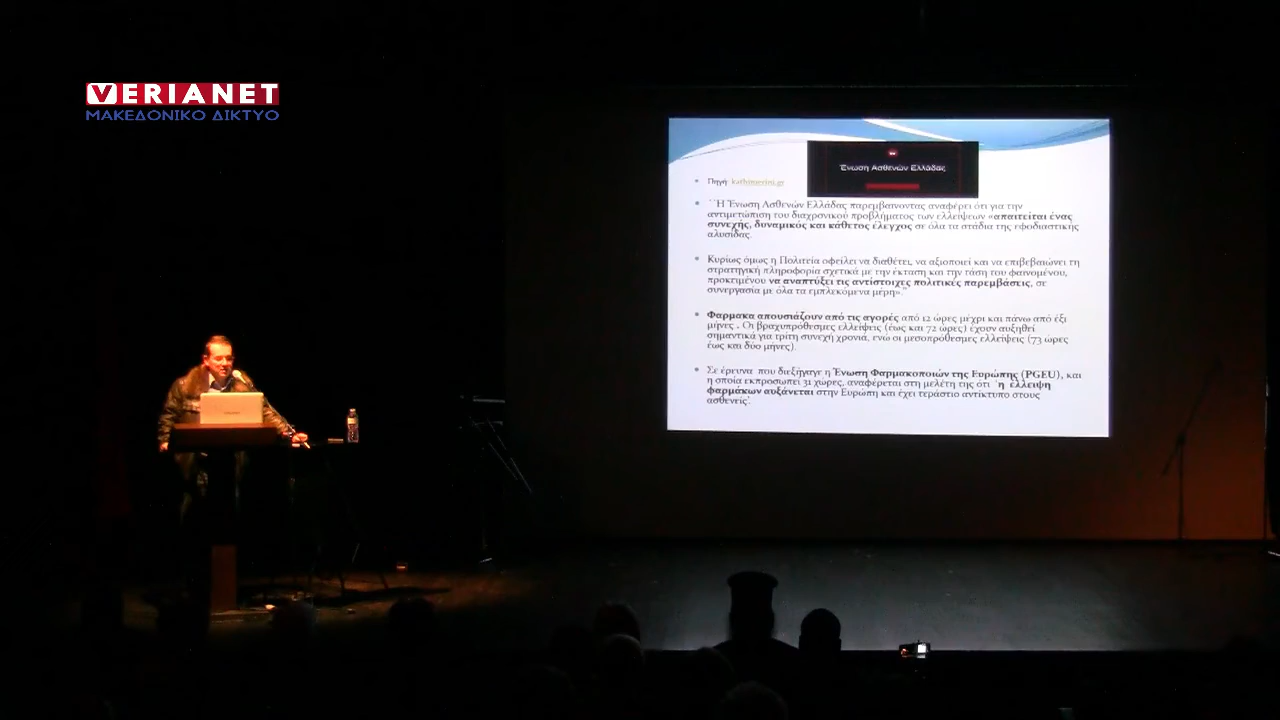 VERIANET
ΜΑΚΕΔΟΝΙΚΟ ΔΙΚΤΥΟ
Ένωση Ασθενών Ελλάδας
Πηγή: kathimerini.gr
΄΄Η Ένωση Ασθενών Ελλάδας παρεμβαίνοντας αναφέρει ότι για την
αντιμετώπιση του διαχρονικού προβλήματος των ελλείψεων «απαιτείται ένας
συνεχής, δυναμικός και κάθετος έλεγχος σε όλα τα στάδια της εφοδιαστικής
αλυσίδας.
Κυρίως όμως η Πολιτεία οφείλει να διαθέτει, να αξιοποιεί και να επιβεβαιώνει τη
στρατηγική πληροφορία σχετικά με την έκταση και την τάση του φαινομένου,
προκειμένου να αναπτύξει τις αντίστοιχες πολιτικές παρεμβάσεις, σε
συνεργασία με όλα τα εμπλεκόμενα μέρη».΄΄
Φαρμακα απουσιάζουν από τις αγορές από 12 ώρες μέχρι και πάνω από έξι
μήνες . Οι βραχυπρόθεσμες ελλείψεις (έως και 72 ώρες) έχουν αυξηθεί
σημαντικά για τρίτη συνεχή χρονιά, ενώ οι μεσοπρόθεσμες ελλείψεις (73 ώρες
έως και δύο μήνες).
Σε έρευνα που διεξήγαγε η Ένωση Φαρμακοποιών της Ευρώπης (PGEU), και
η οποία εκπροσωπεί 31 χώρες, αναφέρεται στη μελέτη της ότι ΄η έλλειψη
φαρμάκων αυξάνεται στην Ευρώπη και έχει τεράστιο αντίκτυπο στους
ασθενείς΄.